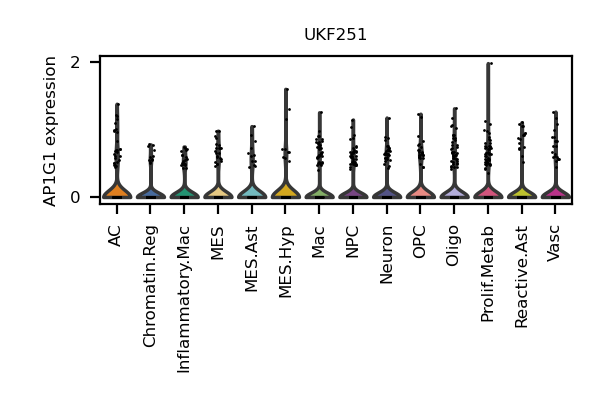 UKF251
AP1G1 expression
2
0
AC
Chromatin.Reg
Inflammatory.Mac
MES
MES.Ast
MES.Hyp
Mac
NPC
Neuron
OPC
Oligo
Prolif.Metab
Reactive.Ast
Vasc